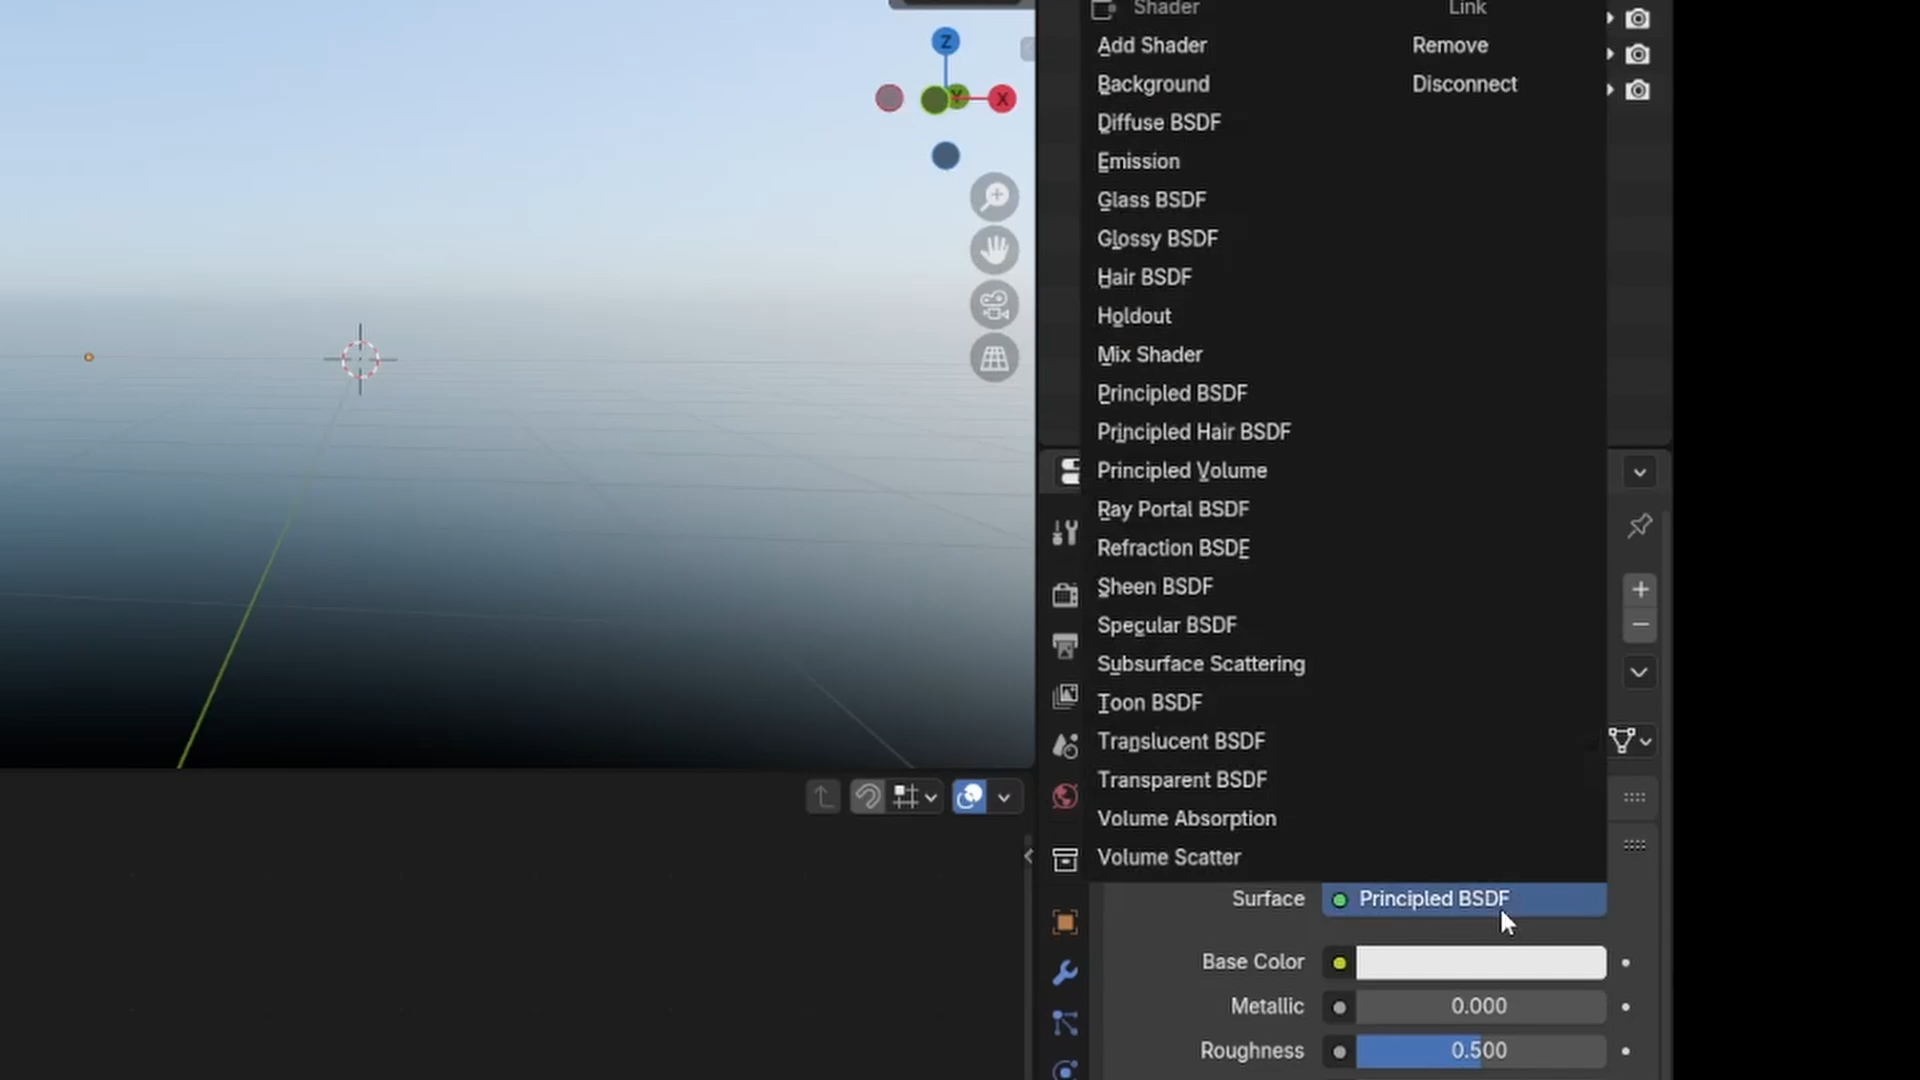 Shader Link
Add Shader Remove
Background Disconnect
Diffuse BSDF
Emission
Glass BSDF
Glossy BSDF
Hair BSDF
Holdout
Mix Shader
Principled BSDF
Principled Hair BSDF
Principled Volume
Ray Portal BSDF
Refraction BSDF
Sheen BSDF
Specular BSDF
Subsurface Scattering
Toon BSDF
Translucent BSDF
Transparent BSDF
Volume Absorption
Volume Scatter
Surface Principled BSDF
Base Color
Metallic 0.000
Roughness 0.500
Z
Y
X